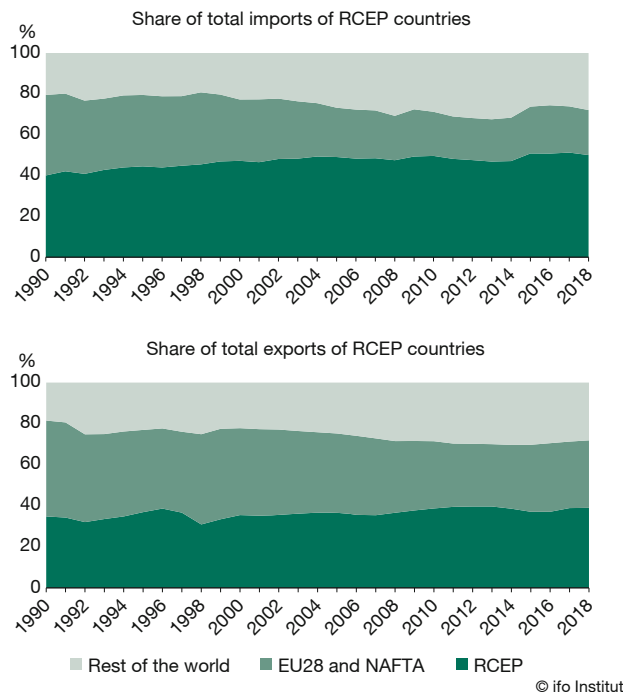 Share of total imports of RCEP countries
%
100
80
60
40
20
0
1990 1992 1994 1996 1998 2000 2002 2004 2006 2008 2010 2012 2014 2016 2018
Share of total exports of RCEP countries
%
100
80
60
40
20
0
1990 1992 1994 1996 1998 2000 2002 2004 2006 2008 2010 2012 2014 2016 2018
Rest of the world EU28 and NAFTA RCEP
© ifo Institut